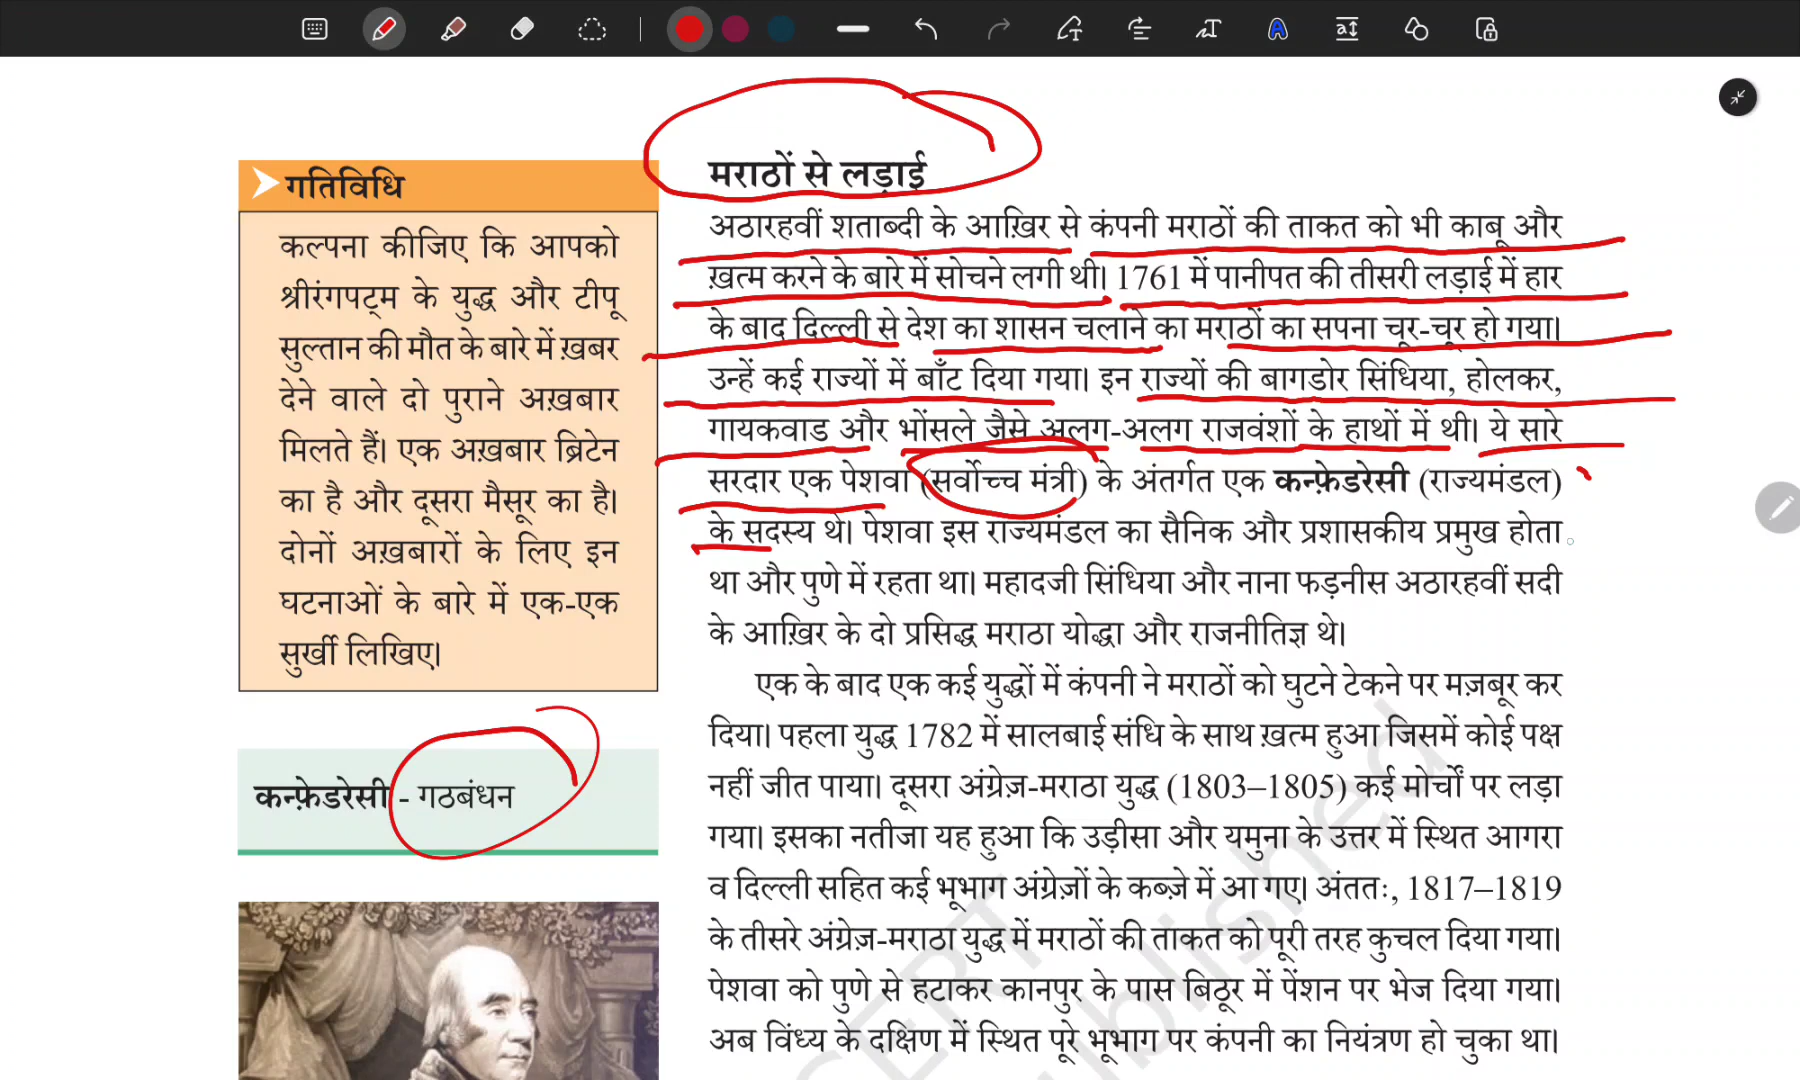 गतिविधि
कल्पना कीजिए कि आपको
श्रीरंगपट्म के युद्ध और टीपू
सुल्तान की मौत के बारे में ख़बर
देने वाले दो पुराने अख़बार
मिलते हैं। एक अख़बार ब्रिटेन
का है और दूसरा मैसूर का है।
दोनों अख़बारों के लिए इन
घटनाओं के बारे में एक-एक
सुर्खी लिखिए।
कन्फ़ेडरेसी - गठबंधन
मराठों से लड़ाई
अठारहवीं शताब्दी के आख़िर से कंपनी मराठों की ताकत को भी काबू और
ख़त्म करने के बारे में सोचने लगी थी। 1761 में पानीपत की तीसरी लड़ाई में हार
के बाद दिल्ली से देश का शासन चलाने का मराठों का सपना चूर-चूर हो गया।
उन्हें कई राज्यों में बाँट दिया गया। इन राज्यों की बागडोर सिंधिया, होलकर,
गायकवाड और भोंसले जैसे अलग-अलग राजवंशों के हाथों में थी। ये सारे
सरदार एक पेशवा (सर्वोच्च मंत्री) के अंतर्गत एक कन्फ़ेडरेसी (राज्यमंडल)
के सदस्य थे। पेशवा इस राज्यमंडल का सैनिक और प्रशासकीय प्रमुख होता
था और पुणे में रहता था। महादजी सिंधिया और नाना फड़नीस अठारहवीं सदी
के आख़िर के दो प्रसिद्ध मराठा योद्धा और राजनीतिज्ञ थे।
एक के बाद एक कई युद्धों में कंपनी ने मराठों को घुटने टेकने पर मज़बूर कर
दिया। पहला युद्ध 1782 में सालबाई संधि के साथ ख़त्म हुआ जिसमें कोई पक्ष
नहीं जीत पाया। दूसरा अंग्रेज़-मराठा युद्ध (1803–1805) कई मोर्चों पर लड़ा
गया। इसका नतीजा यह हुआ कि उड़ीसा और यमुना के उत्तर में स्थित आगरा
व दिल्ली सहित कई भूभाग अंग्रेज़ों के कब्ज़े में आ गए। अंततः, 1817–1819
के तीसरे अंग्रेज़-मराठा युद्ध में मराठों की ताकत को पूरी तरह कुचल दिया गया।
पेशवा को पुणे से हटाकर कानपुर के पास बिठूर में पेंशन पर भेज दिया गया।
अब विंध्य के दक्षिण में स्थित पूरे भूभाग पर कंपनी का नियंत्रण हो चुका था।